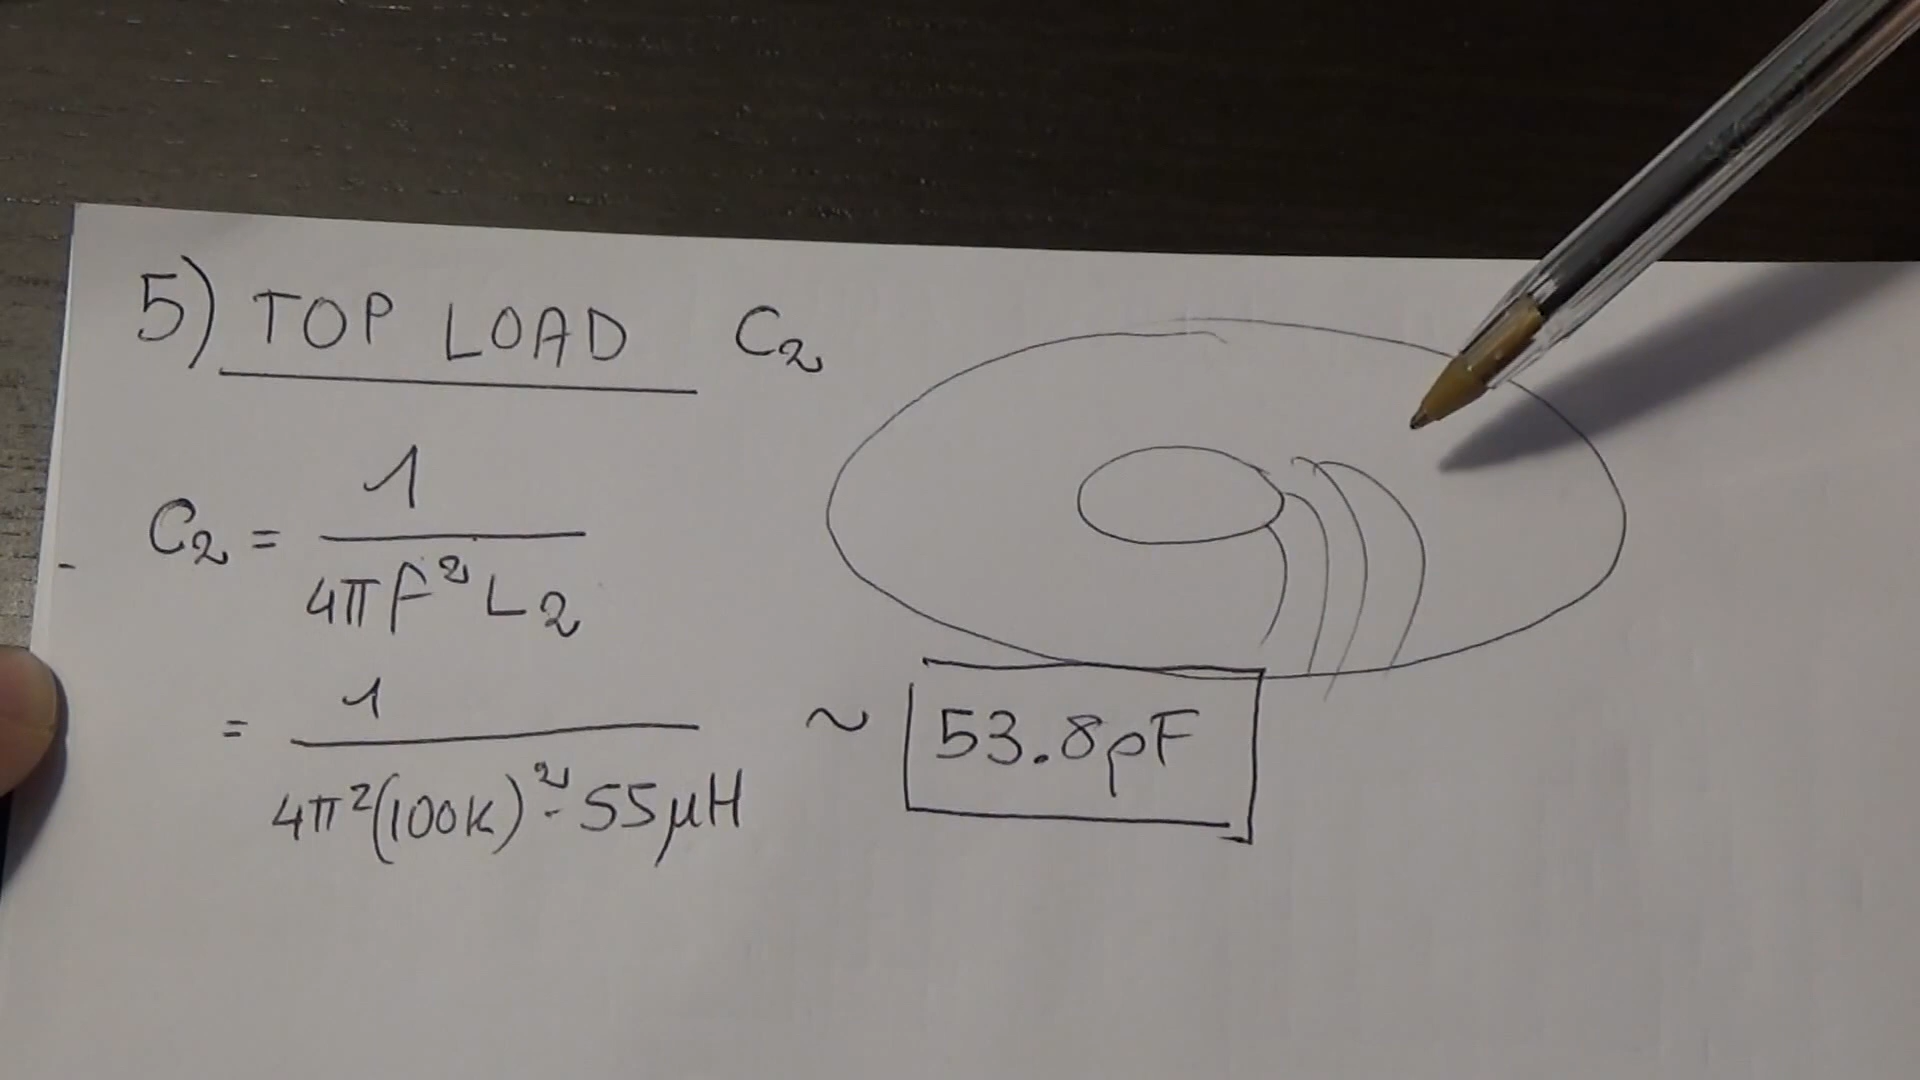 5) TOP LOAD C₂
C₂ = 1 / 4πf²L₂
= 1 / 4π²(100K)²·55μH ~ 53.8pF